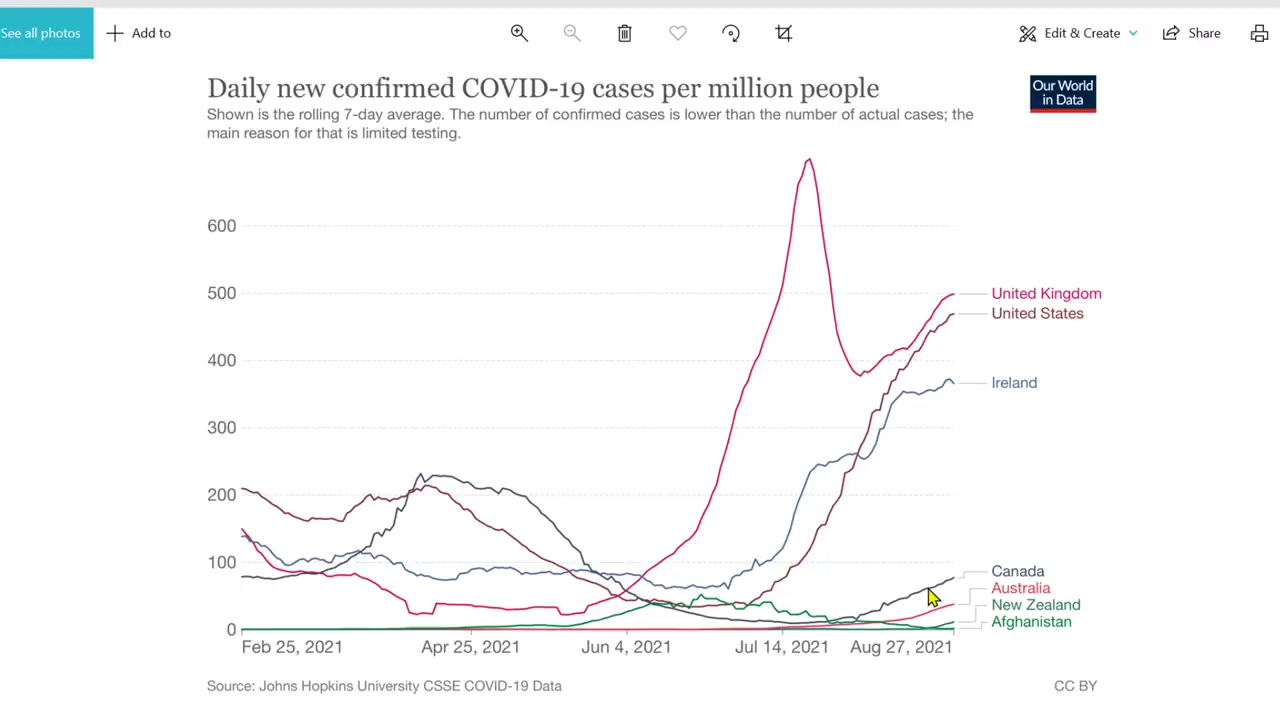 See all photos
Add to
Edit & Create
Share
Daily new confirmed COVID-19 cases per million people
Our World
in Data
Shown is the rolling 7-day average. The number of confirmed cases is lower than the number of actual cases; the
main reason for that is limited testing.
600
500
400
300
200
100
0
United Kingdom
United States
Ireland
Canada
Australia
New Zealand
Afghanistan
Feb 25, 2021
Apr 25, 2021
Jun 4, 2021
Jul 14, 2021
Aug 27, 2021
Source: Johns Hopkins University CSSE COVID-19 Data
CC BY